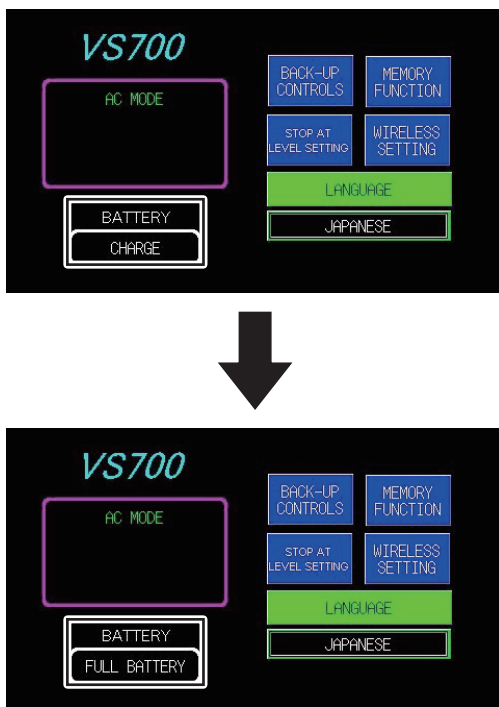 VS700
AC MODE
BATTERY
CHARGE
BACK-UP
CONTROLS
MEMORY
FUNCTION
STOP AT
LEVEL SETTING
WIRELESS
SETTING
LANGUAGE
JAPANESE
VS700
AC MODE
BATTERY
FULL BATTERY
BACK-UP
CONTROLS
MEMORY
FUNCTION
STOP AT
LEVEL SETTING
WIRELESS
SETTING
LANGUAGE
JAPANESE